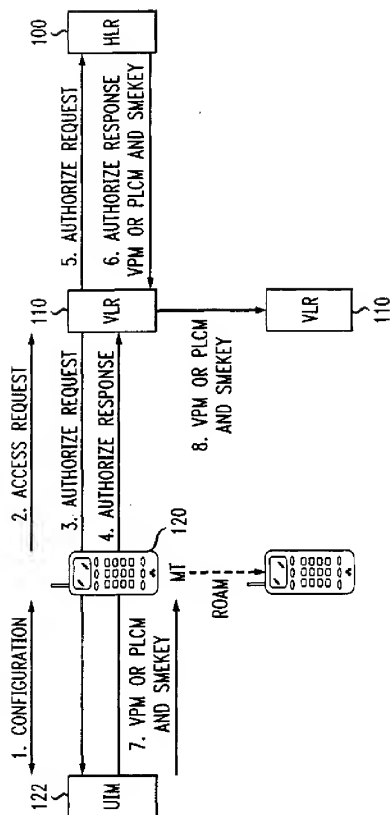 1. CONFIGURATION
2. ACCESS REQUEST
3. AUTHORIZE REQUEST
4. AUTHORIZE RESPONSE
5. AUTHORIZE REQUEST
6. AUTHORIZE RESPONSE
VPM OR PLCM AND SMEKEY
7. VPM OR PLCM
AND SMEKEY
8. VPM OR PLCM
AND SMEKEY
122
UIM
120
MT
ROAM
110
VLR
VLR
110
100
HLR